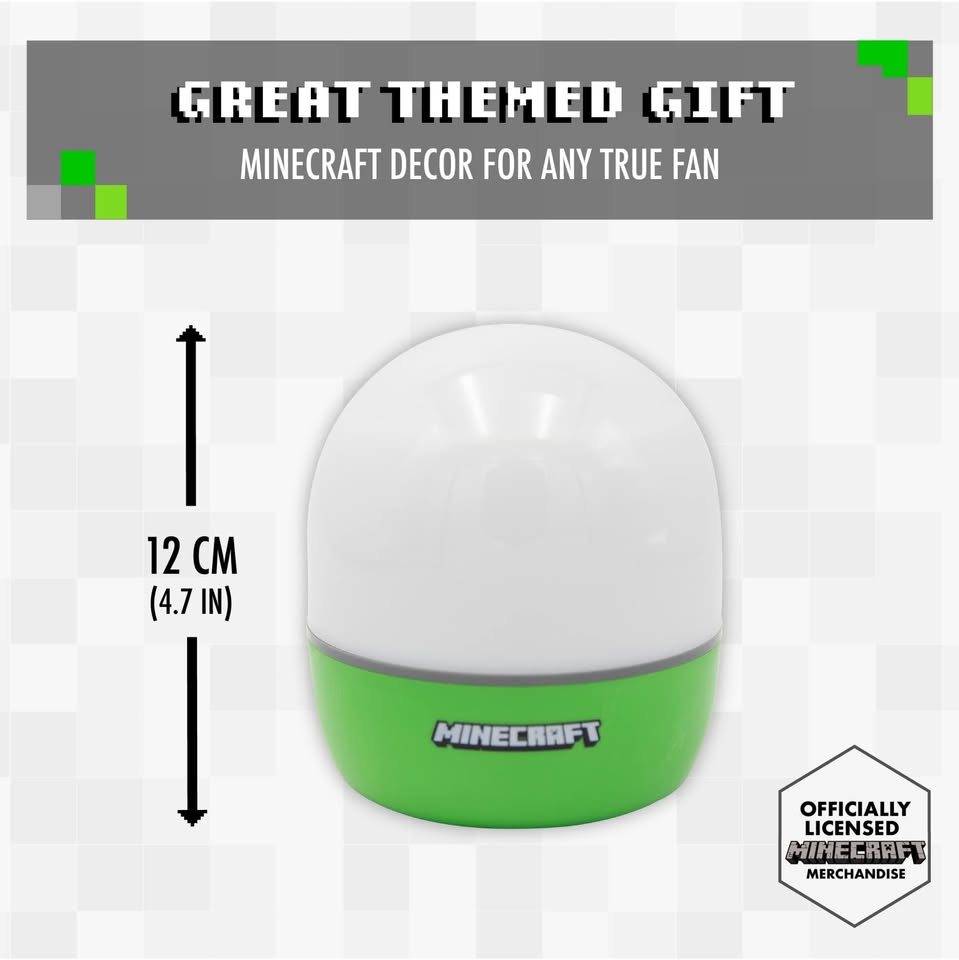 GREAT THEMED GIFT
MINECRAFT DECOR FOR ANY TRUE FAN
12 CM
(4.7 IN)
MINECRAFT
OFFICIALLY
LICENSED
MINECRAFT
MERCHANDISE